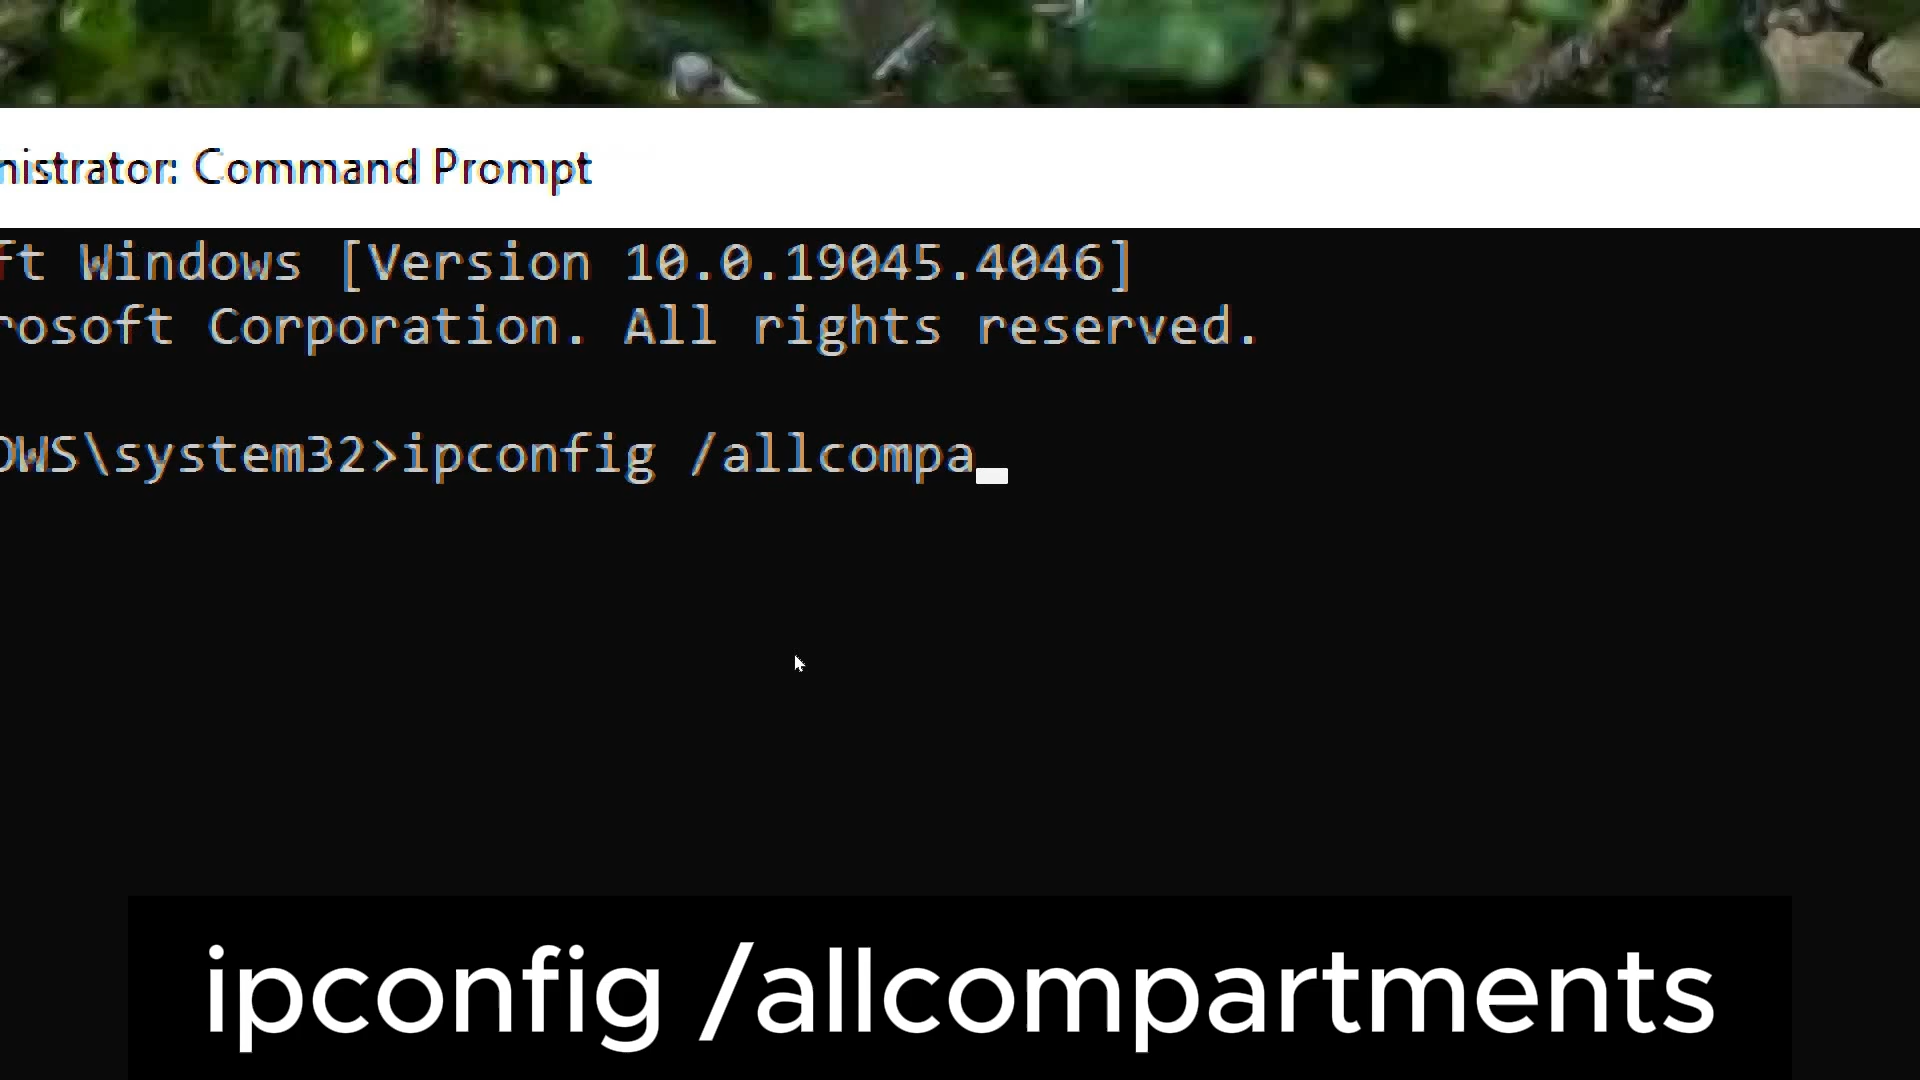 nistrator: Command Prompt
ft Windows [Version 10.0.19045.4046]
rosoft Corporation. All rights reserved.
OWS\system32>ipconfig /allcompa
ipconfig /allcompartments